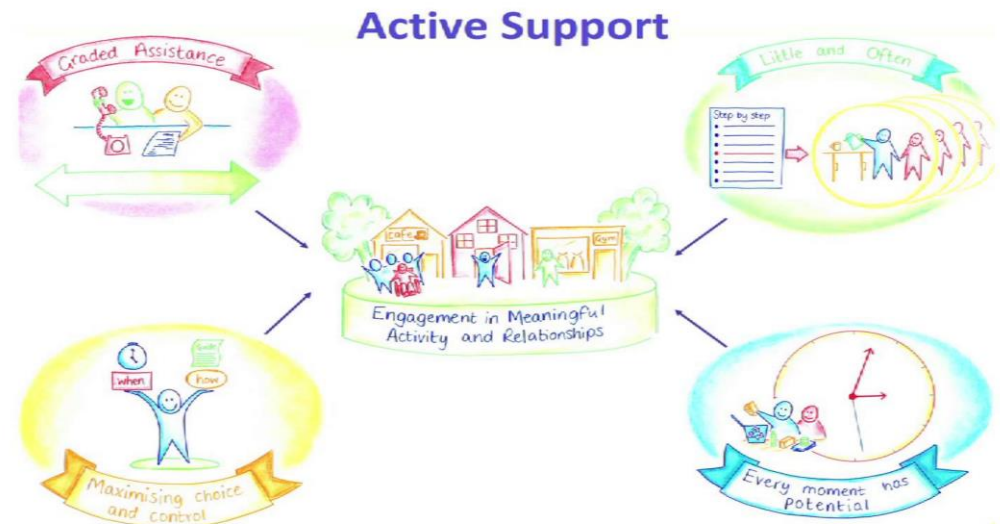 Active Support
Graded Assistance
Little and Often
Step by step
cafe
Gym
Engagement in Meaningful
Activity and Relationships
when
how
Maximising choice
and control
Every moment has
potential